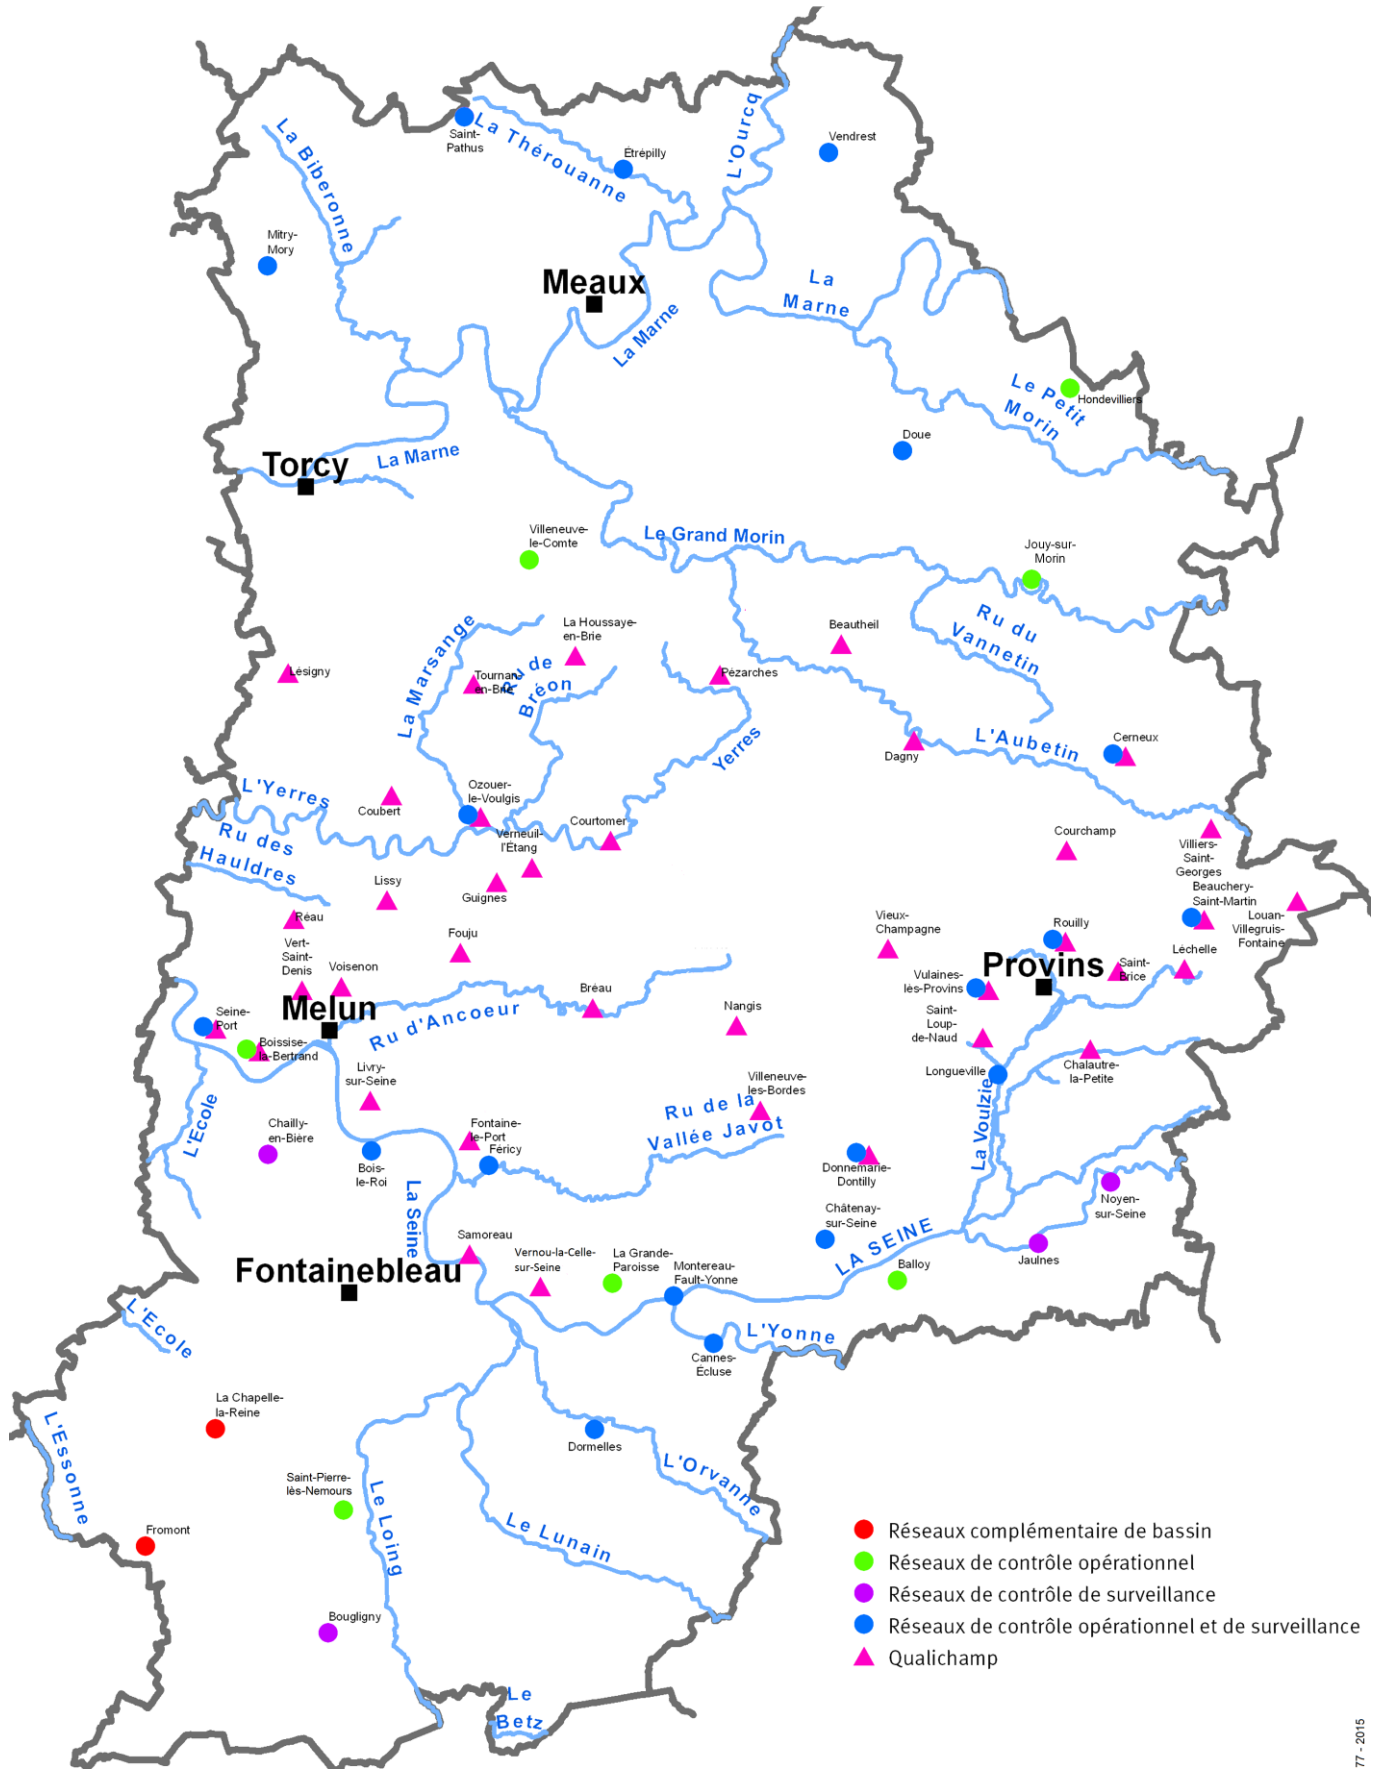 La Biberonne
Saint-
Pathus
La Thérouanne
Étrépilly
L'Ourcq
Vendrest
Mitry-
Mory
Meaux
La Marne
La
Marne
Le Petit
Morin
Hondevilliers
Doue
Torcy
La Marne
Villeneuve-
le-Comte
Le Grand Morin
Jouy-sur-
Morin
La Marsange
La Houssaye-
en-Brie
Ru de
Bréon
Tournan-
en-Brie
Lésigny
Pézarches
Beautheil
Ru du
Vannetin
Yerres
Dagny
L'Aubetin
Cerneux
L'Yerres
Coubert
Ozouer-
le-Voulgis
Verneuil-
l'Étang
Courtomer
Courchamp
Villiers-
Saint-
Georges
Ru des
Hauldres
Lissy
Guignes
Beauchery-
Saint-Martin
Louan-
Villegruis-
Fontaine
Réau
Vert-
Saint-
Denis
Voisenon
Fouju
Vieux-
Champagne
Rouilly
Léchelle
Provins
Saint-
Brice
Vulaines-
lès-Provins
Melun
Ru d'Ancoeur
Bréau
Nangis
Saint-
Loup-
de-Naud
Seine-
Port
Boissise-
la-Bertrand
Livry-
sur-Seine
Longueville
Chalautre-
la-Petite
Villeneuve-
les-Bordes
Ru de la
Vallée Javot
L'Ecole
Chailly-
en-Bière
Bois-
le-Roi
Fontaine-
le-Port
Féricy
La Voulzie
Donnemarie-
Dontilly
Noyen-
sur-Seine
La Seine
Châtenay-
sur-Seine
LA SEINE
Jaulnes
Samoreau
Vernou-la-Celle-
sur-Seine
La Grande-
Paroisse
Montereau-
Fault-Yonne
Balloy
Fontainebleau
L'Ecole
L'Yonne
Cannes-
Écluse
La Chapelle-
la-Reine
L'Essonne
Dormelles
L'Orvanne
Saint-Pierre-
lès-Nemours
Le Loing
Le Lunain
Fromont
Bougligny
Le
Betz
Réseaux complémentaire de bassin
Réseaux de contrôle opérationnel
Réseaux de contrôle de surveillance
Réseaux de contrôle opérationnel et de surveillance
Qualichamp
77 - 2015